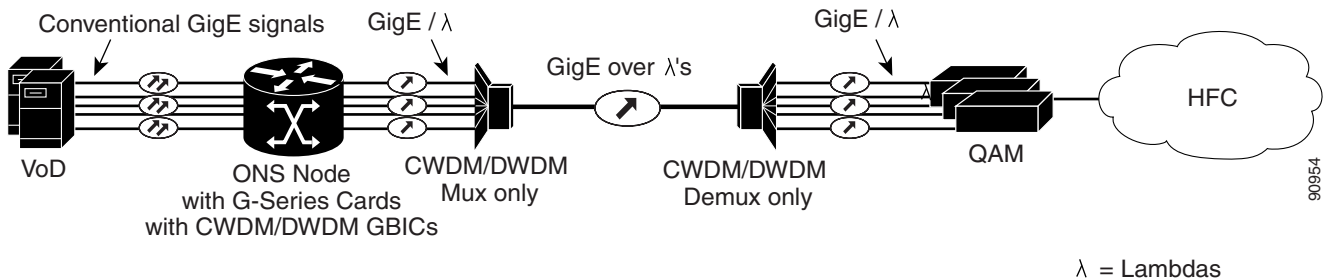 Conventional GigE signals
GigE / λ
GigE over λ's
GigE / λ
λ
HFC
VoD
ONS Node
with G-Series Cards
with CWDM/DWDM GBICs
CWDM/DWDM
Mux only
CWDM/DWDM
Demux only
QAM
90954
λ = Lambdas